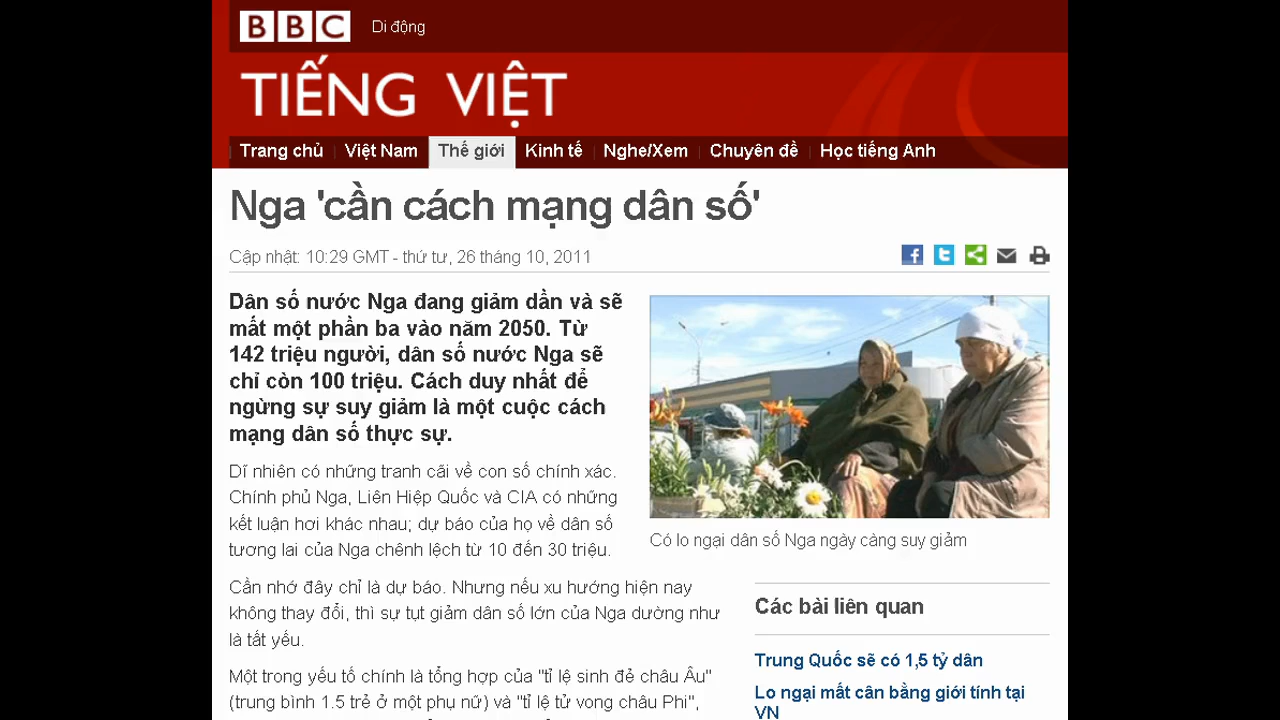 BBC Di động
TIẾNG VIỆT
Trang chủ Việt Nam Thế giới Kinh tế Nghe/Xem Chuyên đề Học tiếng Anh
Nga 'cần cách mạng dân số'
Cập nhật: 10:29 GMT - thứ tư, 26 tháng 10, 2011
Dân số nước Nga đang giảm dần và sẽ
mất một phần ba vào năm 2050. Từ
142 triệu người, dân số nước Nga sẽ
chỉ còn 100 triệu. Cách duy nhất để
ngừng sự suy giảm là một cuộc cách
mạng dân số thực sự.
Dĩ nhiên có những tranh cãi về con số chính xác.
Chính phủ Nga, Liên Hiệp Quốc và CIA có những
kết luận hơi khác nhau; dự báo của họ về dân số
tương lai của Nga chênh lệch từ 10 đến 30 triệu.
Cần nhớ đây chỉ là dự báo. Nhưng nếu xu hướng hiện nay
không thay đổi, thì sự tụt giảm dân số lớn của Nga dường như
là tất yếu.
Một trong yếu tố chính là tổng hợp của "tỉ lệ sinh đẻ châu Âu"
(trung bình 1.5 trẻ ở một phụ nữ) và "tỉ lệ tử vong châu Phi",
Có lo ngại dân số Nga ngày càng suy giảm
Các bài liên quan
Trung Quốc sẽ có 1,5 tỷ dân
Lo ngại mất cân bằng giới tính tại
VN